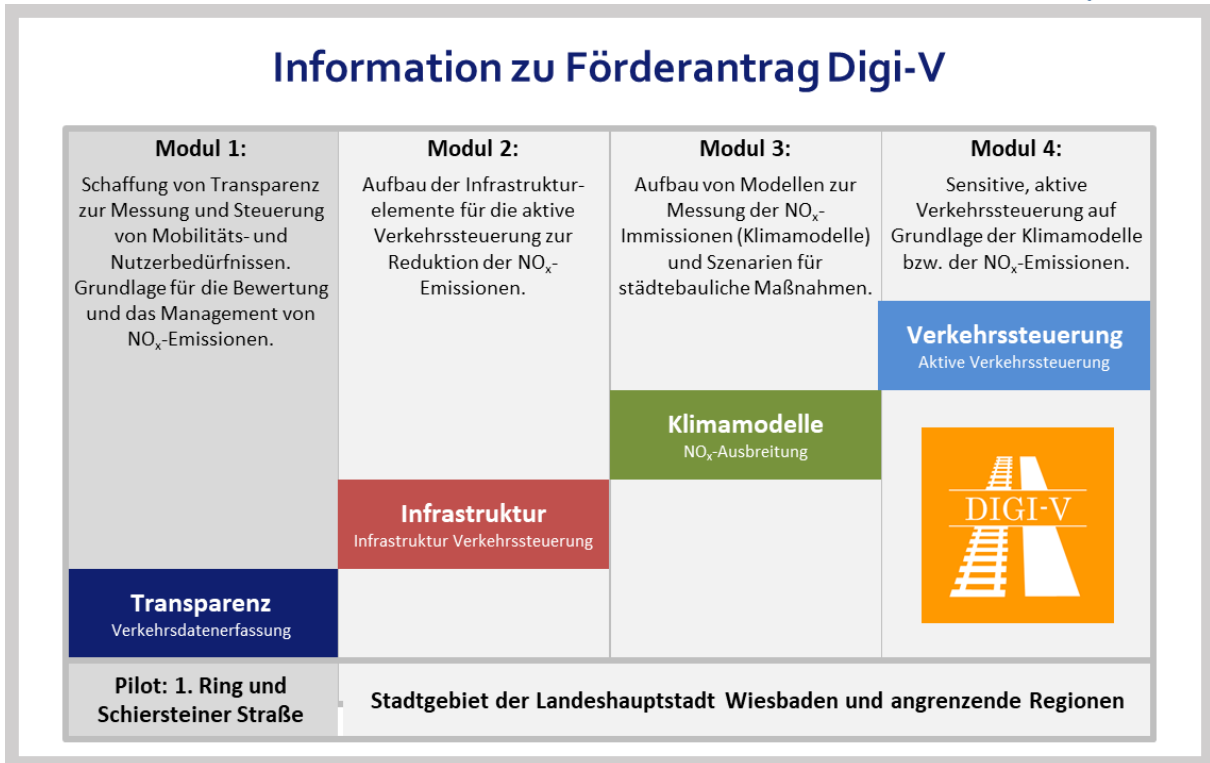 Information zu Förderantrag Digi-V
Modul 1:
Schaffung von Transparenz
zur Messung und Steuerung
von Mobilitäts- und
Nutzerbedürfnissen.
Grundlage für die Bewertung
und das Management von
NOx-Emissionen.
Transparenz
Verkehrsdatenerfassung
Pilot: 1. Ring und
Schiersteiner Straße
Modul 2:
Aufbau der Infrastruktur-
elemente für die aktive
Verkehrssteuerung zur
Reduktion der NOx-
Emissionen.
Infrastruktur
Infrastruktur Verkehrssteuerung
Modul 3:
Aufbau von Modellen zur
Messung der NOx-
Immissionen (Klimamodelle)
und Szenarien für
städtebauliche Maßnahmen.
Klimamodelle
NOx-Ausbreitung
Modul 4:
Sensitive, aktive
Verkehrssteuerung auf
Grundlage der Klimamodelle
bzw. der NOx-Emissionen.
Verkehrssteuerung
Aktive Verkehrssteuerung
DIGI-V
Stadtgebiet der Landeshauptstadt Wiesbaden und angrenzende Regionen